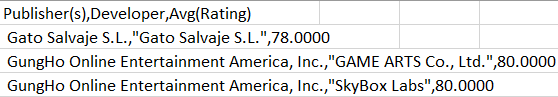 Publisher(s),Developer,Avg(Rating)
Gato Salvaje S.L.,"Gato Salvaje S.L.",78.0000
GungHo Online Entertainment America, Inc.,"GAME ARTS Co., Ltd.",80.0000
GungHo Online Entertainment America, Inc.,"SkyBox Labs",80.0000